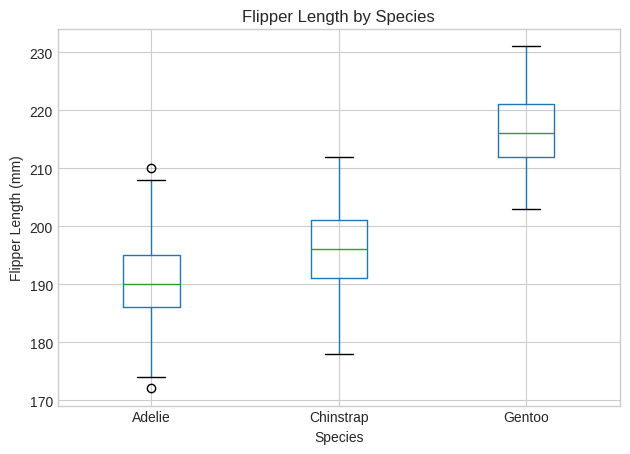 Flipper Length by Species
Flipper Length (mm)
230
220
210
200
190
180
170
Adelie
Chinstrap
Gentoo
Species